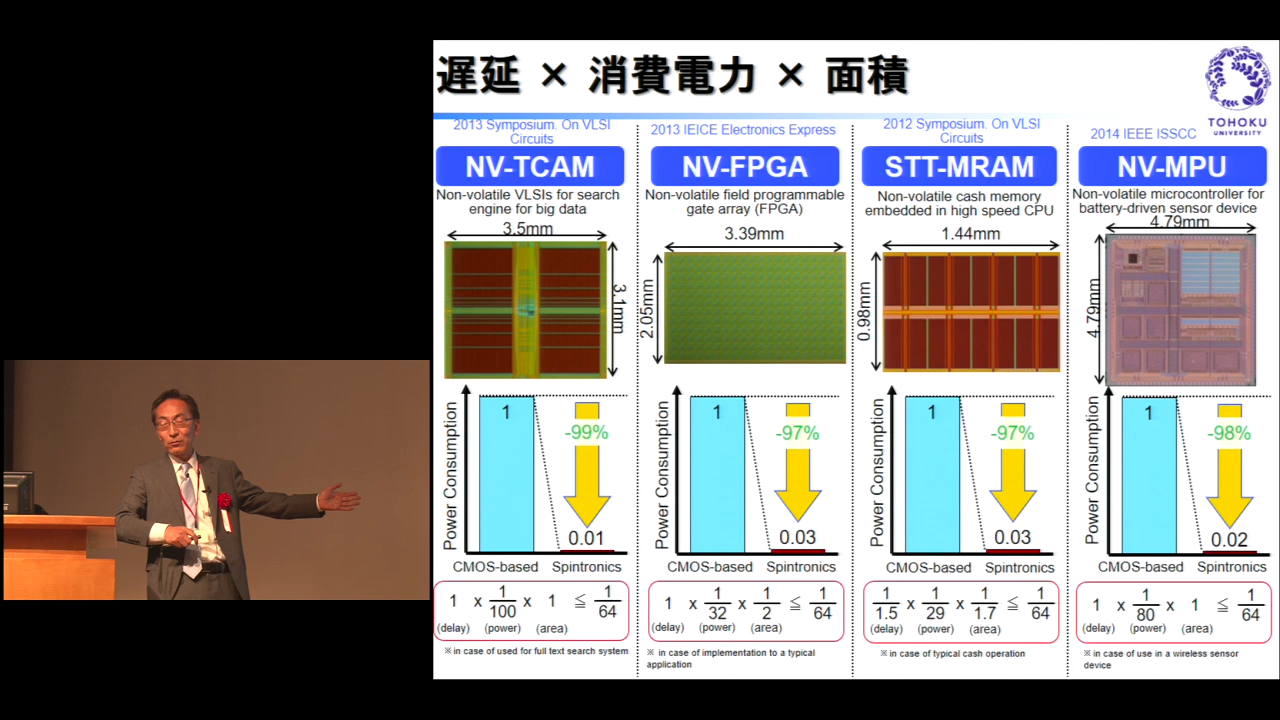 遅延 × 消費電力 × 面積
TOHOKU
UNIVERSITY
2013 Symposium. On VLSI
Circuits
NV-TCAM
Non-volatile VLSIs for search
engine for big data
3.5mm
3.1mm
Power Consumption
1
-99%
0.01
CMOS-based Spintronics
1 x 1/100 x 1 ≦ 1/64
(delay) (power) (area)
※in case of used for full text search system
2013 IEICE Electronics Express
NV-FPGA
Non-volatile field programmable
gate array (FPGA)
3.39mm
2.05mm
Power Consumption
1
-97%
0.03
CMOS-based Spintronics
1 x 1/32 x 1/2 ≦ 1/64
(delay) (power) (area)
※ in case of implementation to a typical
application
2012 Symposium. On VLSI
Circuits
STT-MRAM
Non-volatile cash memory
embedded in high speed CPU
1.44mm
0.98mm
Power Consumption
1
-97%
0.03
CMOS-based Spintronics
1/1.5 x 1/29 x 1/1.7 ≦ 1/64
(delay) (power) (area)
※in case of typical cash operation
2014 IEEE ISSCC
NV-MPU
Non-volatile microcontroller for
battery-driven sensor device
4.79mm
4.79mm
Power Consumption
1
-98%
0.02
CMOS-based Spintronics
1 x 1/80 x 1 ≦ 1/64
(delay) (power) (area)
※in case of use in a wireless sensor
device